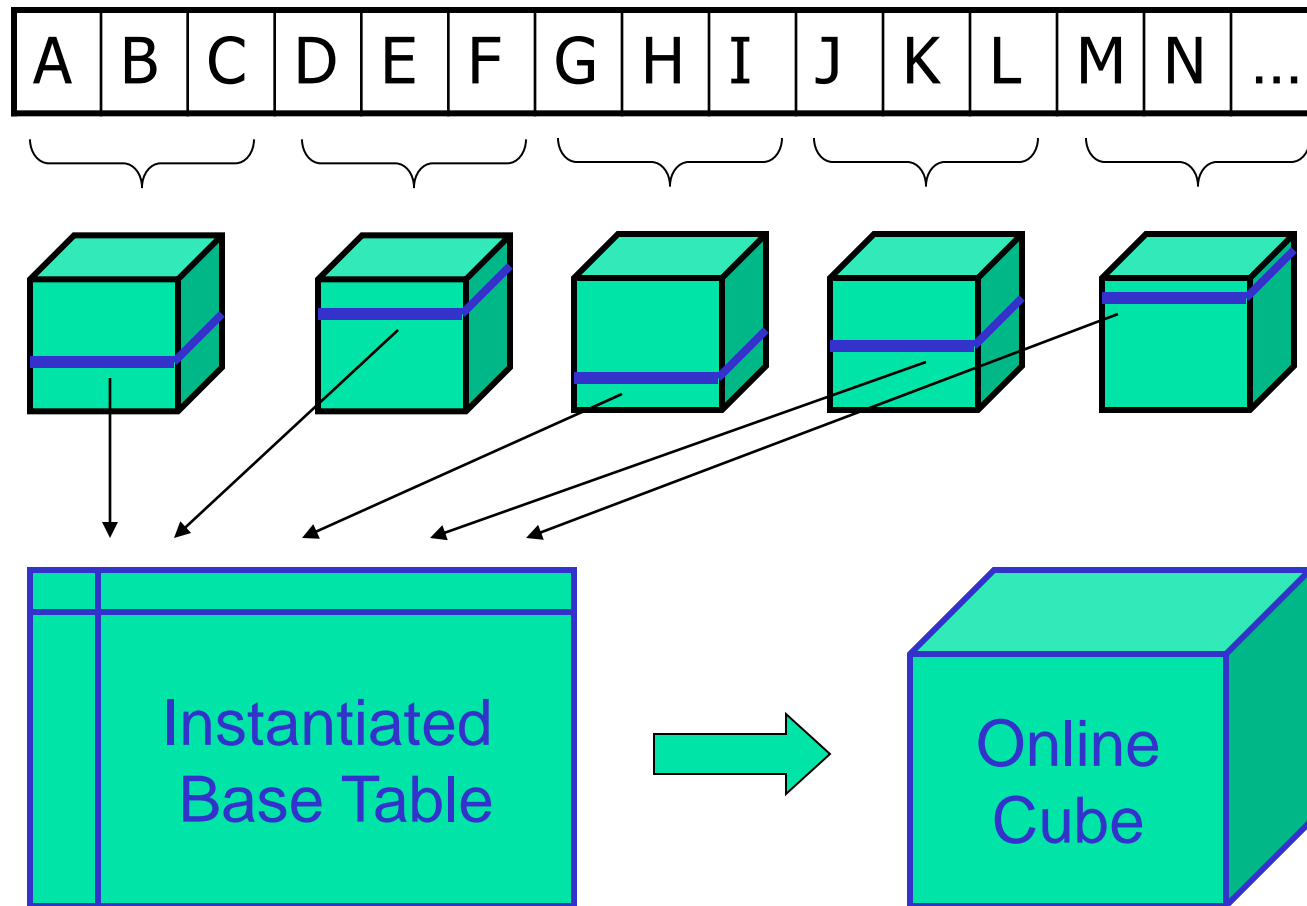 A B C D E F G H I J K L M N ...
Instantiated
Base Table
Online
Cube